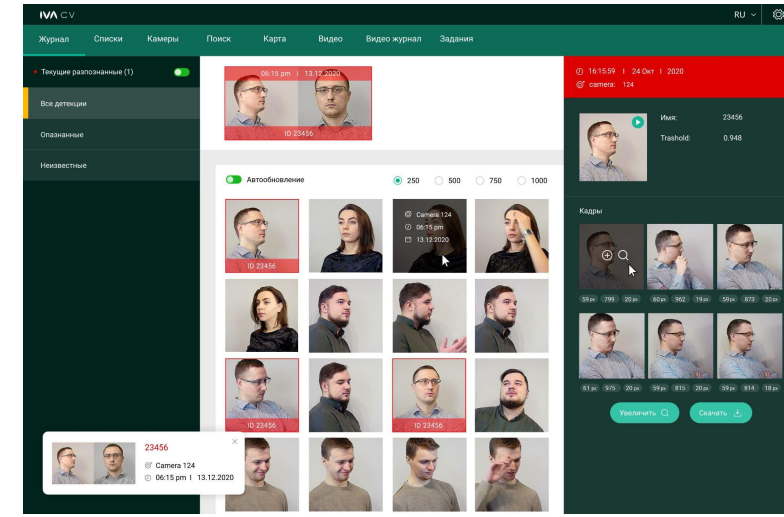 IVA CV
RU
Журнал Списки Камеры Поиск Карта Видео Видео журнал Задания
Текущие разпознанные (1)
Все детекции
Опазнанные
Неизвестные
06:15 pm | 13.12.2020
ID 23456
Автообновление 250 500 750 1000
ID 23456
Camera 124
06:15 pm
13.12.2020
ID 23456
ID 23456
23456
Camera 124
06:15 pm | 13.12.2020
16:15:59 | 24 Окт | 2020
camera: 124
Имя: 23456
Trashold: 0.948
Кадры
59 px 799 20 px 60 px 962 19 px 59 px 873 20 px
61 px 975 20 px 59 px 815 20 px 59 px 814 18 px
Увеличить Скачать